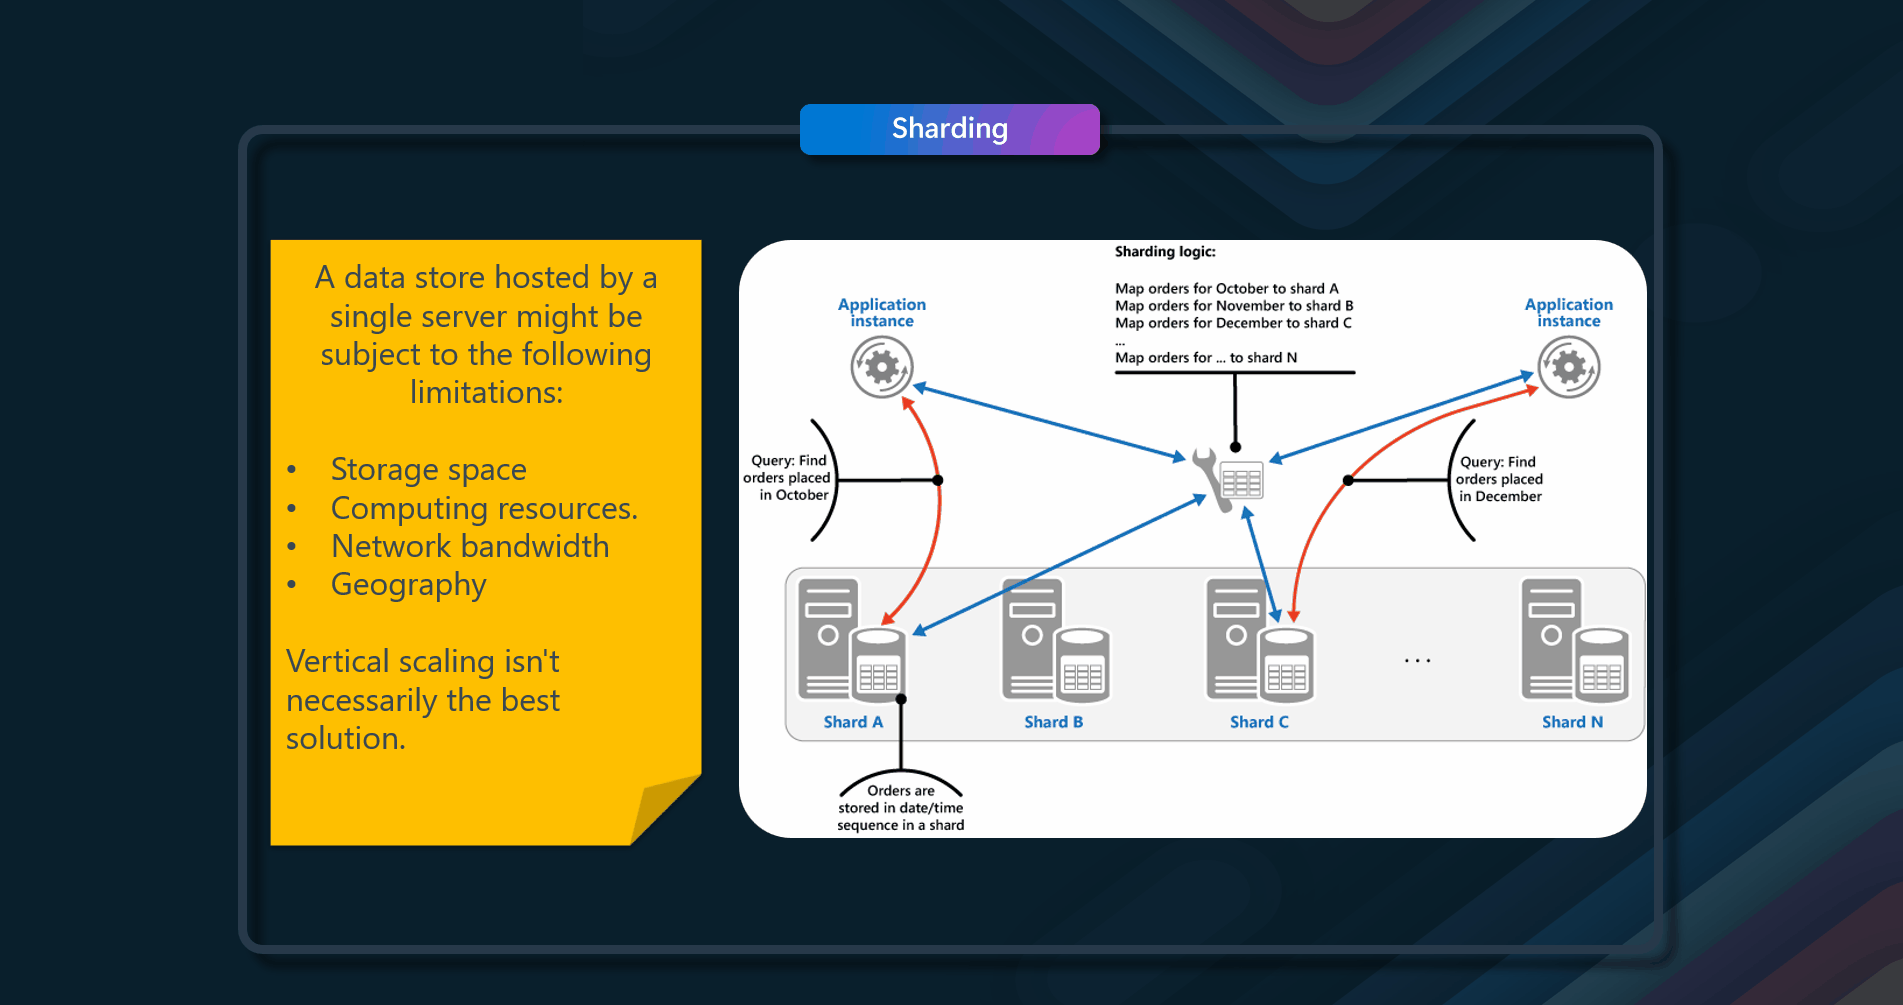 Sharding
A data store hosted by a
single server might be
subject to the following
limitations:
• Storage space
• Computing resources.
• Network bandwidth
• Geography
Vertical scaling isn't
necessarily the best
solution.
Sharding logic:
Map orders for October to shard A
Map orders for November to shard B
Map orders for December to shard C
...
Map orders for ... to shard N
Application
instance
Application
instance
Query: Find
orders placed
in October
Query: Find
orders placed
in December
Shard A
Shard B
Shard C
...
Shard N
Orders are
stored in date/time
sequence in a shard